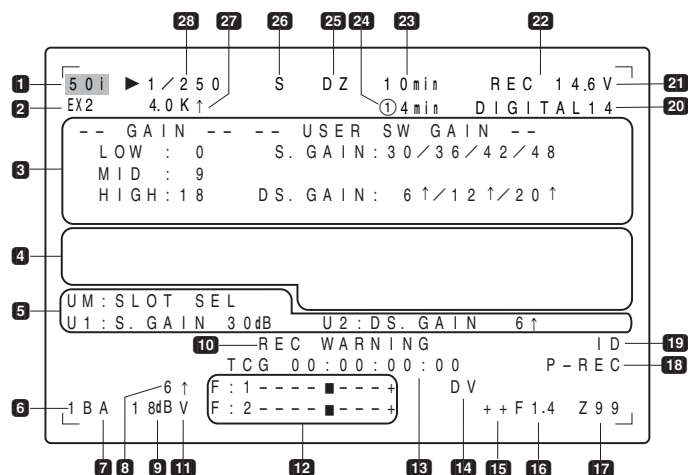 28 27 26 25 24 23 22
1 50i ▶ 1/250 S DZ 10min REC 14.6V 21
2 EX2 4.0K↑ ①4min DIGITAL14 20
-- GAIN -- -- USER SW GAIN --
LOW : 0 S. GAIN:30/36/42/48
3 MID : 9
HIGH:18 DS. GAIN: 6↑/12↑/20↑
4
5 UM:SLOT SEL
U1:S. GAIN 30dB U2:DS. GAIN 6↑
10 REC WARNING ID 19
TCG 00:00:00:00 P-REC 18
6↑ F:1----■---+ DV
6 1BA 18dBV F:2----■---+ ++F1.4 Z99
7 8 9 11 12 13 14 15 16 17